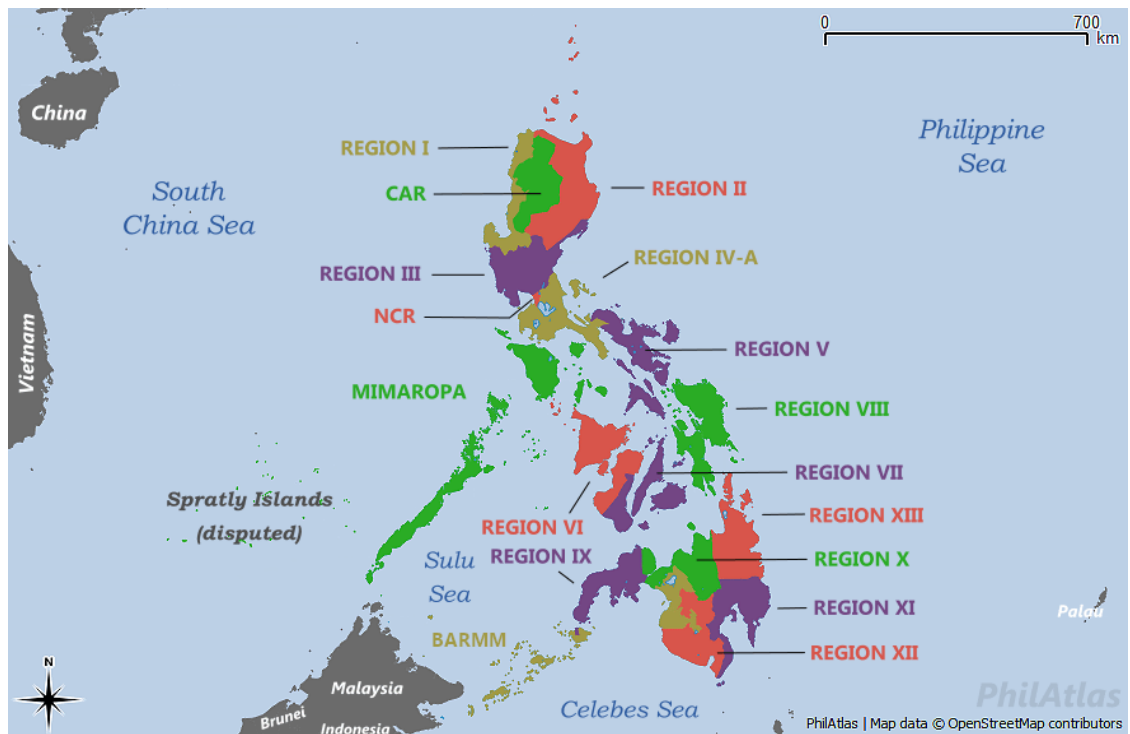 0 700
km
China
Philippine
Sea
REGION I
CAR
REGION II
South
China Sea
REGION III
REGION IV-A
NCR
Vietnam
REGION V
MIMAROPA
REGION VIII
REGION VII
Spratly Islands
(disputed)
REGION VI
REGION XIII
REGION IX
REGION X
Sulu
Sea
REGION XI
Palau
BARMM
REGION XII
N
Malaysia
Brunei
Indonesia
Celebes Sea
PhilAtlas
PhilAtlas | Map data © OpenStreetMap contributors